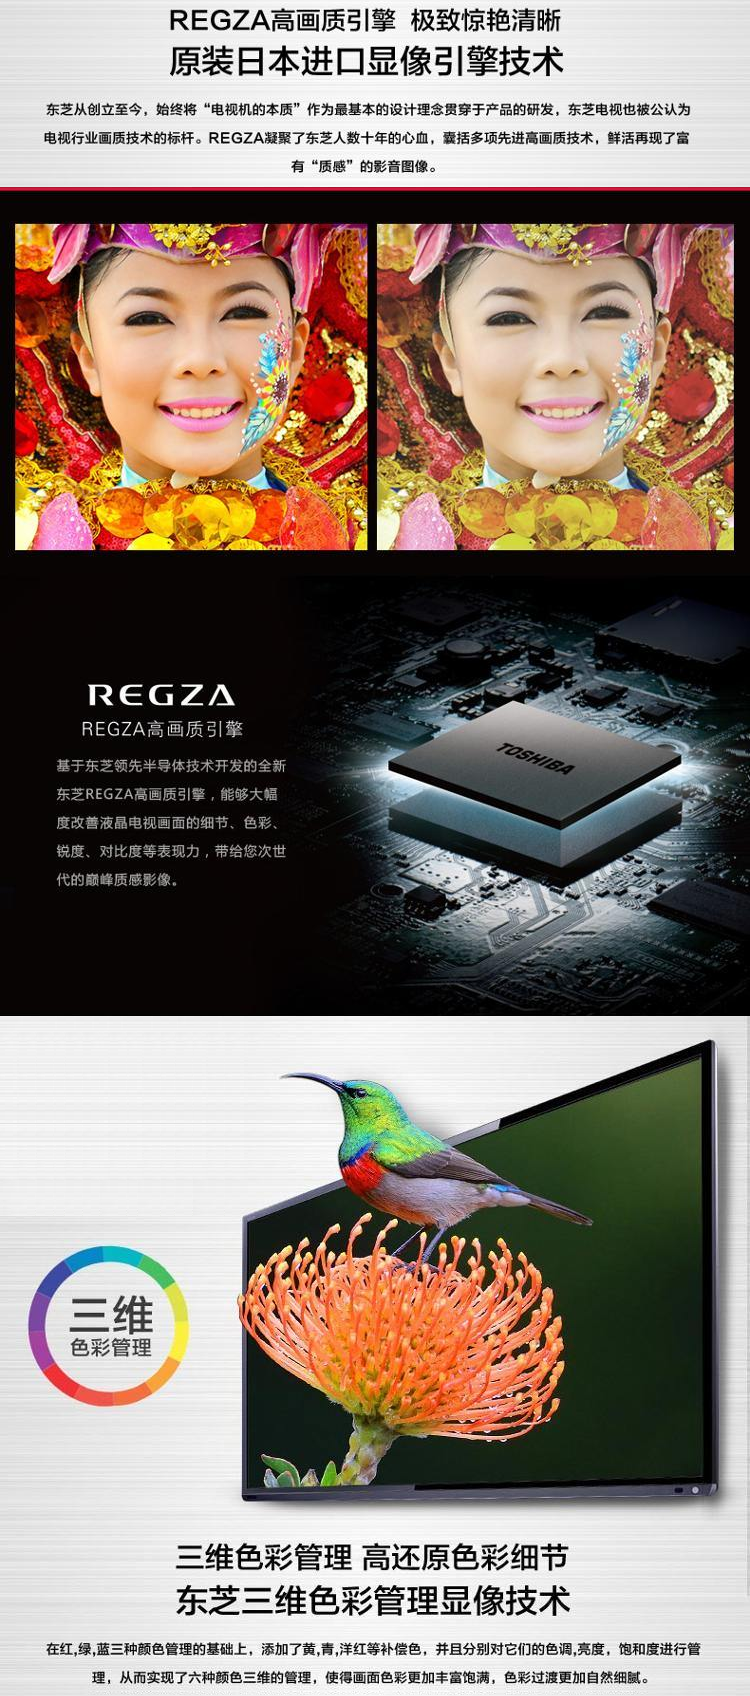 REGZA高画质引擎 极致惊艳清晰
原装日本进口显像引擎技术
东芝从创立至今，始终将“电视机的本质”作为最基本的设计理念贯穿于产品的研发，东芝电视也被公认为
电视行业画质技术的标杆。REGZA凝聚了东芝人数十年的心血，囊括多项先进高画质技术，鲜活再现了富
有“质感”的影音图像。
REGZA
REGZA高画质引擎
基于东芝领先半导体技术开发的全新
东芝REGZA高画质引擎，能够大幅
度改善液晶电视画面的细节、色彩、
锐度、对比度等表现力，带给您次世
代的巅峰质感影像。
TOSHIBA
三维
色彩管理
三维色彩管理 高还原色彩细节
东芝三维色彩管理显像技术
在红,绿,蓝三种颜色管理的基础上，添加了黄,青,洋红等补偿色，并且分别对它们的色调,亮度，饱和度进行管
理，从而实现了六种颜色三维的管理，使得画面色彩更加丰富饱满，色彩过渡更加自然细腻。